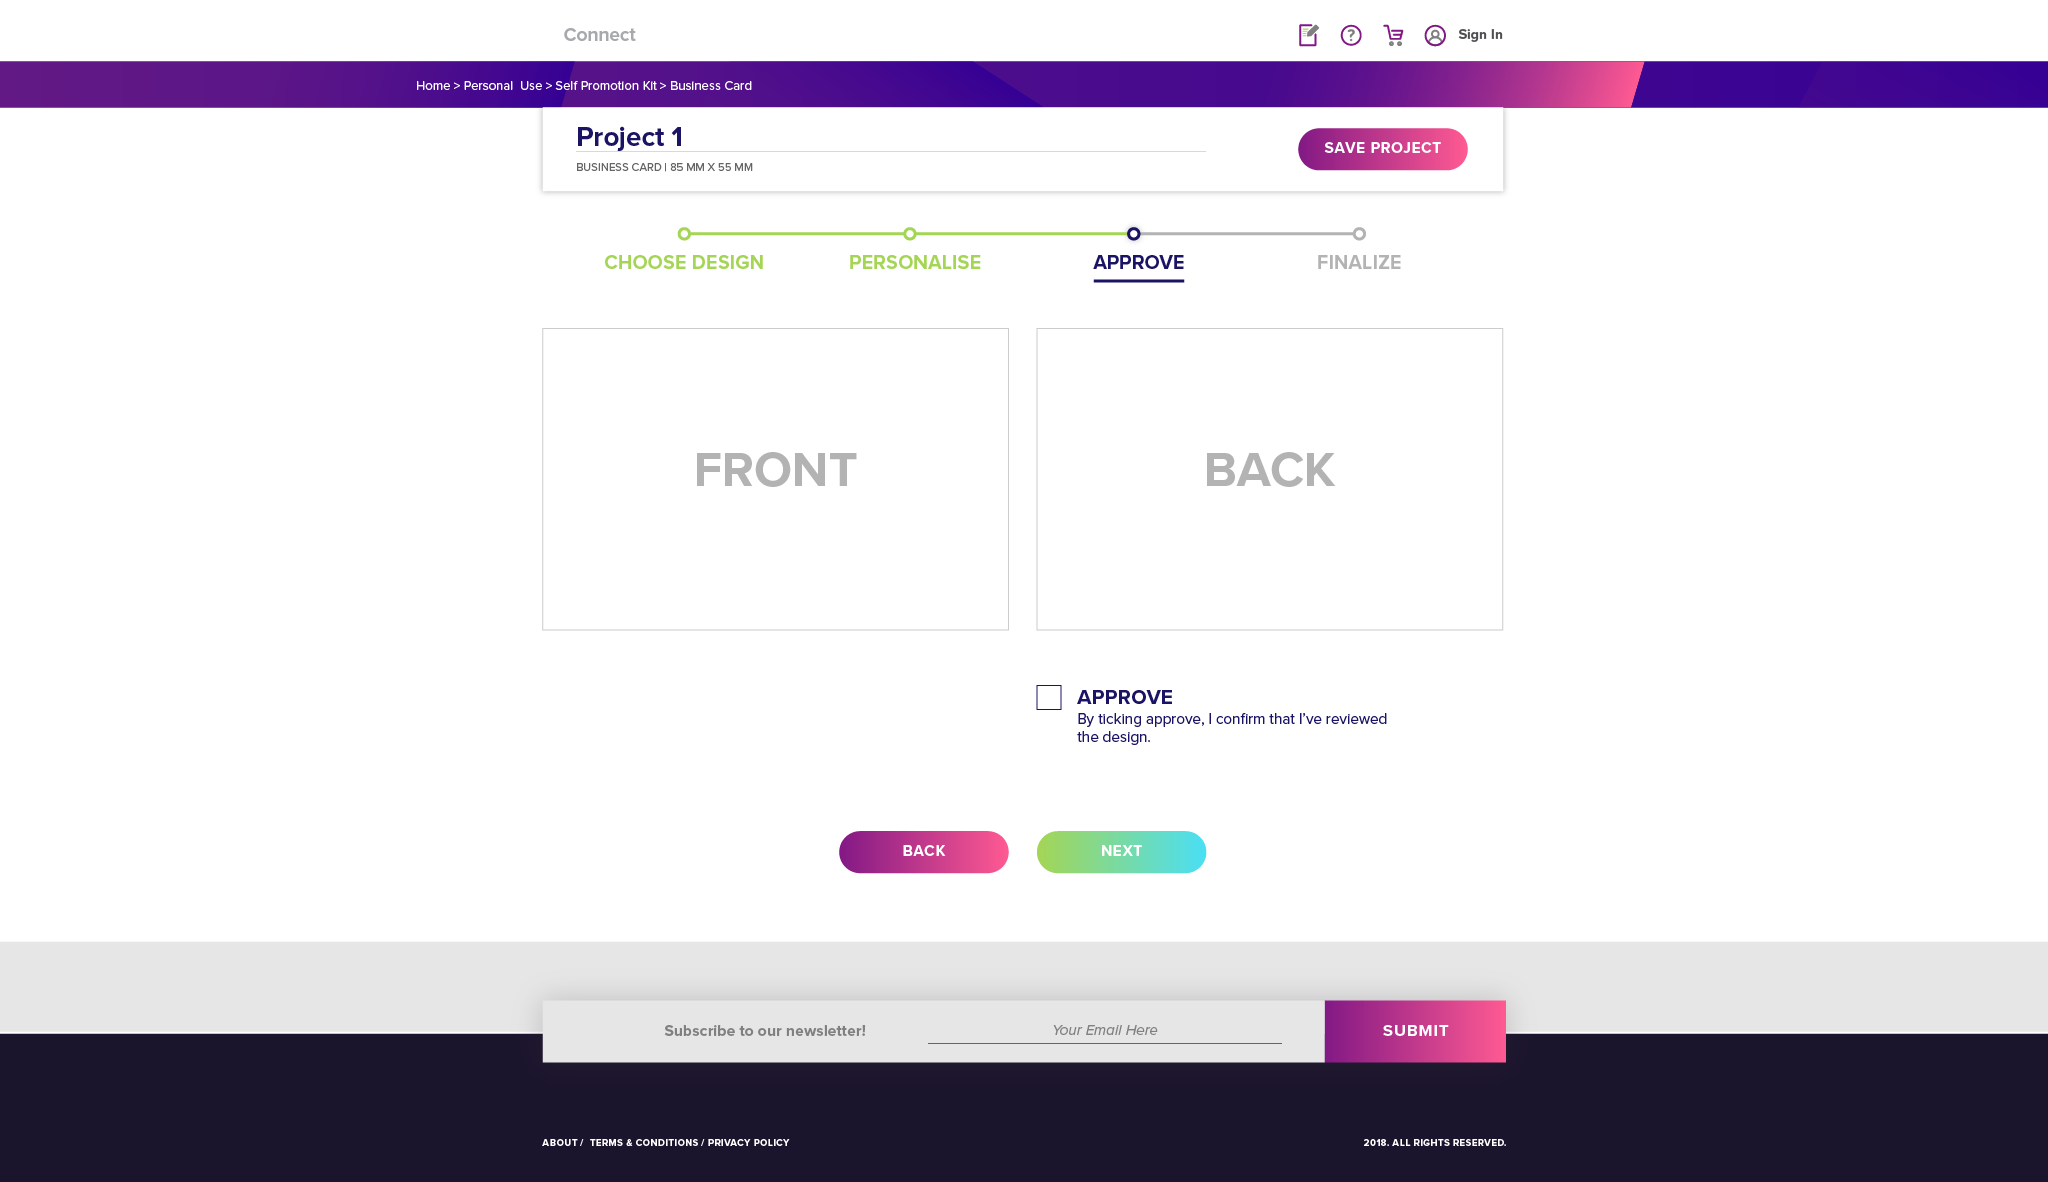 Connect
Sign In
Home > Personal  Use > Self Promotion Kit > Business Card
Project 1
SAVE PROJECT
BUSINESS CARD | 85 MM X 55 MM
CHOOSE DESIGN
PERSONALISE
APPROVE
FINALIZE
FRONT
BACK
APPROVE
By ticking approve, I confirm that I've reviewed
the design.
BACK
NEXT
Subscribe to our newsletter!
Your Email Here
SUBMIT
ABOUT /  TERMS & CONDITIONS / PRIVACY POLICY
2018. ALL RIGHTS RESERVED.